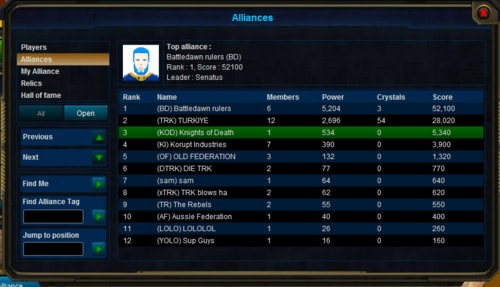 Alliances
Players
Alliances
My Alliance
Relics
Hall of fame
All Open
Previous
Next
Find Me
Find Alliance Tag
Jump to position
Top alliance :
Battledawn rulers (BD)
Rank : 1, Score : 52100
Leader : Senatus
Rank Name Members Power Crystals Score
1 (BD) Battledawn rulers 6 5,204 3 52,100
2 (TRK) TURKIYE 12 2,696 54 28,020
3 (KOD) Knights of Death 1 534 0 5,340
4 (KI) Korupt Industries 7 390 0 3,900
5 (OF) OLD FEDERATION 3 132 0 1,320
6 (DTRK) DIE TRK 2 77 0 770
7 (sam) sam 1 64 0 640
8 (xTRK) TRK blows ha 2 62 0 620
9 (TR) The Rebels 2 55 0 550
10 (AF) Aussie Federation 1 40 0 400
11 (LOLO) LOLOLOL 1 26 0 260
12 (YOLO) Sup Guys 1 16 0 160
Alliance